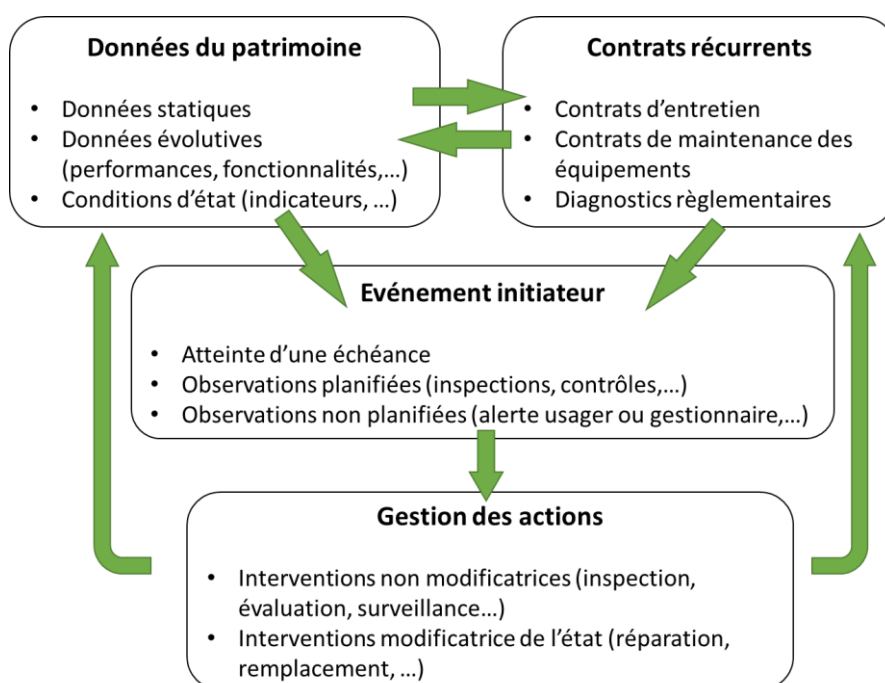 Données du patrimoine
• Données statiques
• Données évolutives
(performances, fonctionnalités,...)
• Conditions d'état (indicateurs, ...)
Contrats récurrents
• Contrats d'entretien
• Contrats de maintenance des
équipements
• Diagnostics règlementaires
Evénement initiateur
• Atteinte d'une échéance
• Observations planifiées (inspections, contrôles,...)
• Observations non planifiées (alerte usager ou gestionnaire,...)
Gestion des actions
• Interventions non modificatrices (inspection,
évaluation, surveillance...)
• Interventions modificatrice de l'état (réparation,
remplacement, ...)